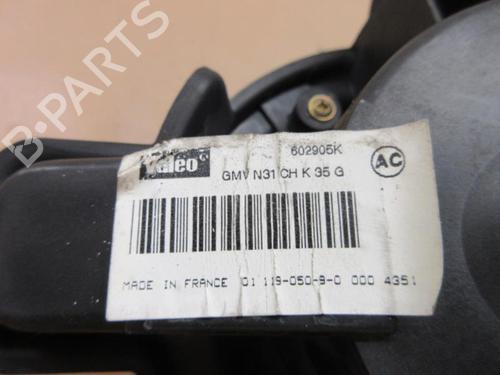 B-PARTS
Valeo
602905K
AC
GMV N31 CH K 35 G
MADE IN FRANCE 01 119-050-9-0 000 4351